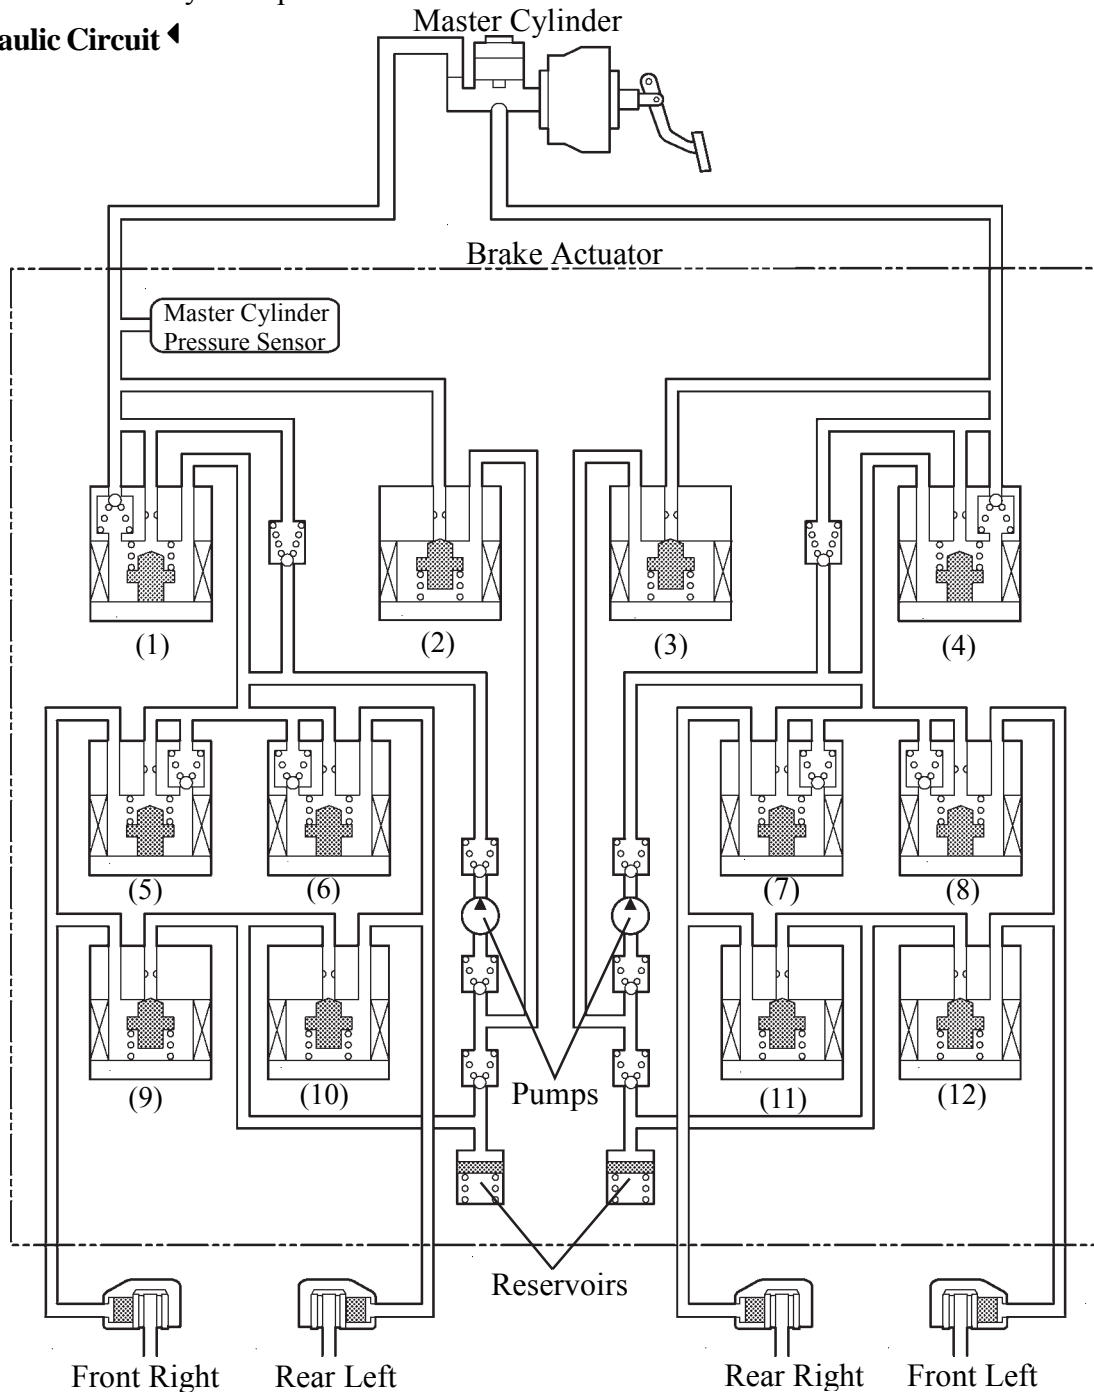 Master Cylinder
aulic Circuit
Brake Actuator
Master Cylinder
Pressure Sensor
(1)
(2)
(3)
(4)
(5)
(6)
(7)
(8)
(9)
(10)
(11)
(12)
Pumps
Reservoirs
Front Right
Rear Left
Rear Right
Front Left